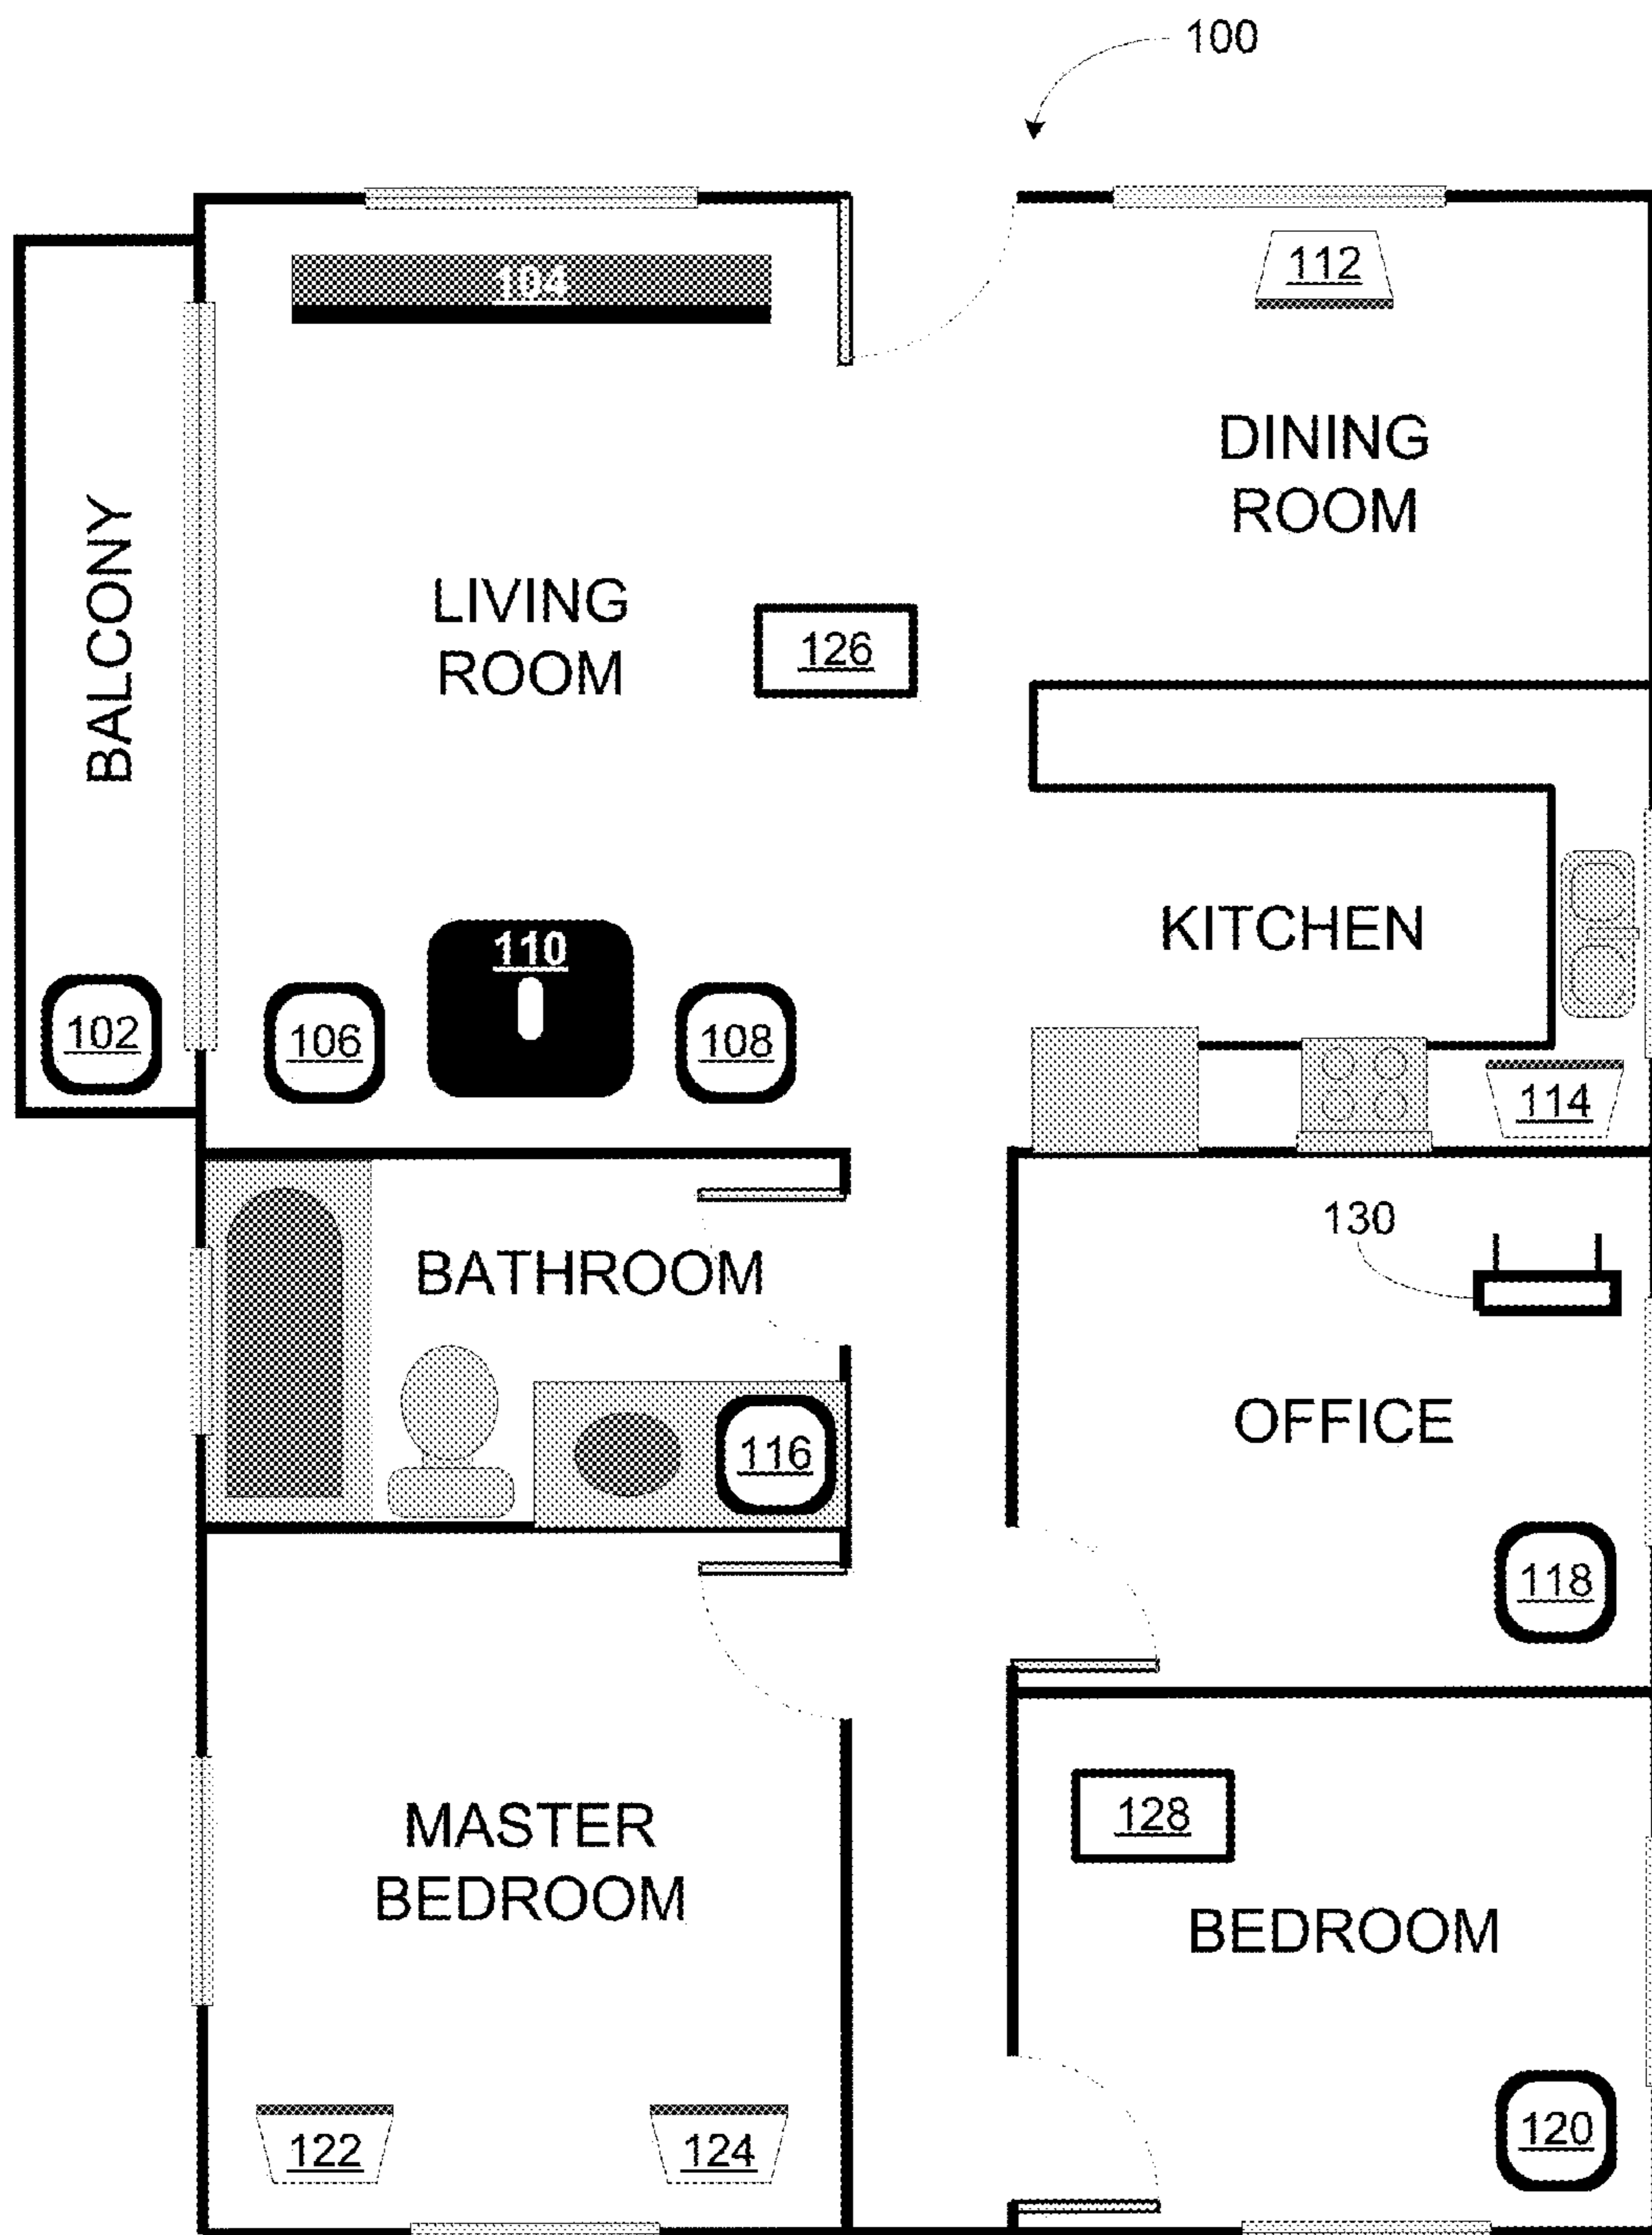 100
104
112
DINING
ROOM
BALCONY
LIVING
ROOM
126
KITCHEN
110
102
106
108
114
130
BATHROOM
OFFICE
116
118
128
MASTER
BEDROOM
BEDROOM
122
124
120